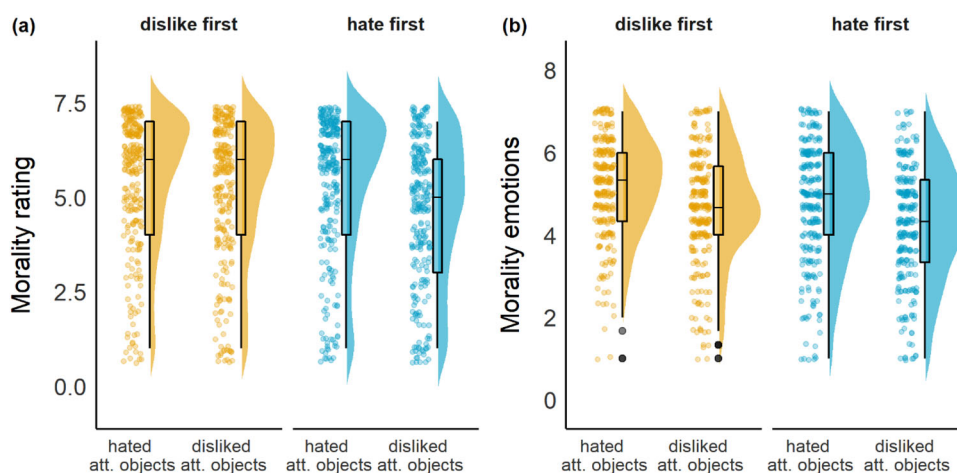 (a)
dislike first
hate first
Morality rating
7.5
5.0
2.5
0.0
hated
att. objects
disliked
att. objects
hated
att. objects
disliked
att. objects
(b)
dislike first
hate first
Morality emotions
8
6
4
2
0
hated
att. objects
disliked
att. objects
hated
att. objects
disliked
att. objects